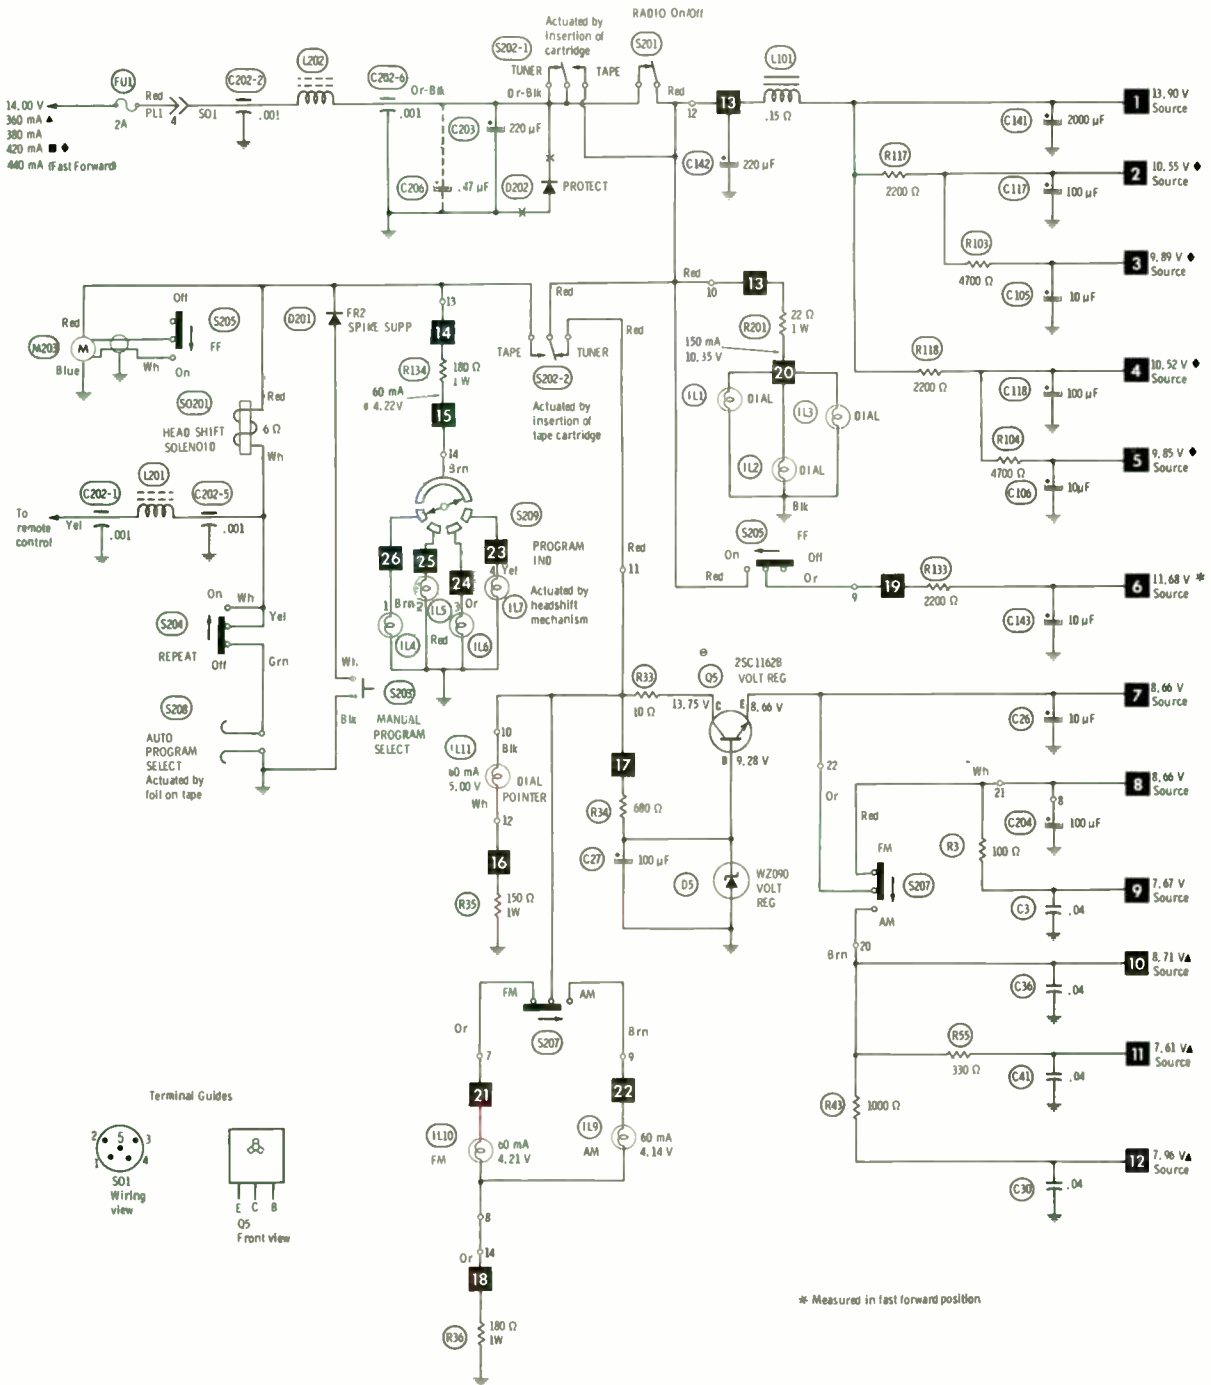 RADIO On/Off
Actuated by
insertion of
cartridge
S202-1
S201
L202
L101
FU1
C202-2
C202-6
TUNER
TAPE
Or-Blk
Or-Blk
Red
Red
13
1
13.90 V
Source
14.00 V
360 mA ▲
380 mA
420 mA ■ ◆
440 mA (Fast Forward)
2A
PL1
4
SO1
.001
.001
C203
220 µF
12
.15 Ω
C141
2000 µF
C142
220 µF
R117
2200 Ω
2
10.55 V ◆
Source
C206
.47 µF
D202
PROTECT
C117
100 µF
R103
4700 Ω
3
9.89 V ◆
Source
C105
10 µF
Off
S205
FF
On
Red
M203
M
Blue
Wh
D201
FR2
SPIKE SUPP
13
14
R134
180 Ω
1 W
60 mA
@ 4.22V
15
Red
Red
TAPE
TUNER
S202-2
Actuated by
insertion of
tape cartridge
Red
10
13
R201
22 Ω
1 W
150 mA
10.35 V
20
IL1
DIAL
IL3
DIAL
IL2
DIAL
Blk
R118
2200 Ω
4
10.52 V ◆
Source
C118
100 µF
R104
4700 Ω
5
9.85 V ◆
Source
C106
10µF
SO201
HEAD SHIFT
SOLENOID
Red
6 Ω
Wh
L201
C202-1
C202-5
To
remote
control
Yel
.001
.001
14
Brn
S209
PROGRAM
IND
26
25
24
23
4
Yel
1
Brn
2
3
Or
Red
IL4
IL5
IL6
IL7
Actuated by
headshift
mechanism
Red
11
S205
FF
On
Off
Red
Or
9
19
R133
2200 Ω
6
11.68 V *
Source
C143
10 µF
On
Wh
S204
Yel
REPEAT
Off
Grn
S208
AUTO
PROGRAM
SELECT
Actuated by
foil on tape
Wh
S203
Blk
MANUAL
PROGRAM
SELECT
10
Blk
IL11
60 mA
5.00 V
DIAL
POINTER
Wh
12
16
R35
150 Ω
1W
R33
10 Ω
13.75 V
C
E
B
Q5
2SC1162B
VOLT REG
8.66 V
9.28 V
17
R34
680 Ω
C27
100 µF
D5
WZ090
VOLT
REG
7
8.66 V
Source
C26
10 µF
22
Or
Red
Wh
21
8
8.66 V
Source
8
C204
100 µF
R3
100 Ω
FM
S207
AM
9
7.67 V
Source
C3
.04
20
Brn
10
8.71 V▲
Source
C36
.04
R55
330 Ω
11
7.61 V▲
Source
C41
.04
R43
1000 Ω
12
7.96 V▲
Source
C30
.04
FM
AM
S207
Or
Brn
7
9
21
22
IL10
FM
60 mA
4.21 V
IL9
AM
60 mA
4.14 V
8
Or
14
18
R36
180 Ω
1W
Terminal Guides
2
5
3
1
4
SO1
Wiring
view
E C B
Q5
Front view
* Measured in fast forward position